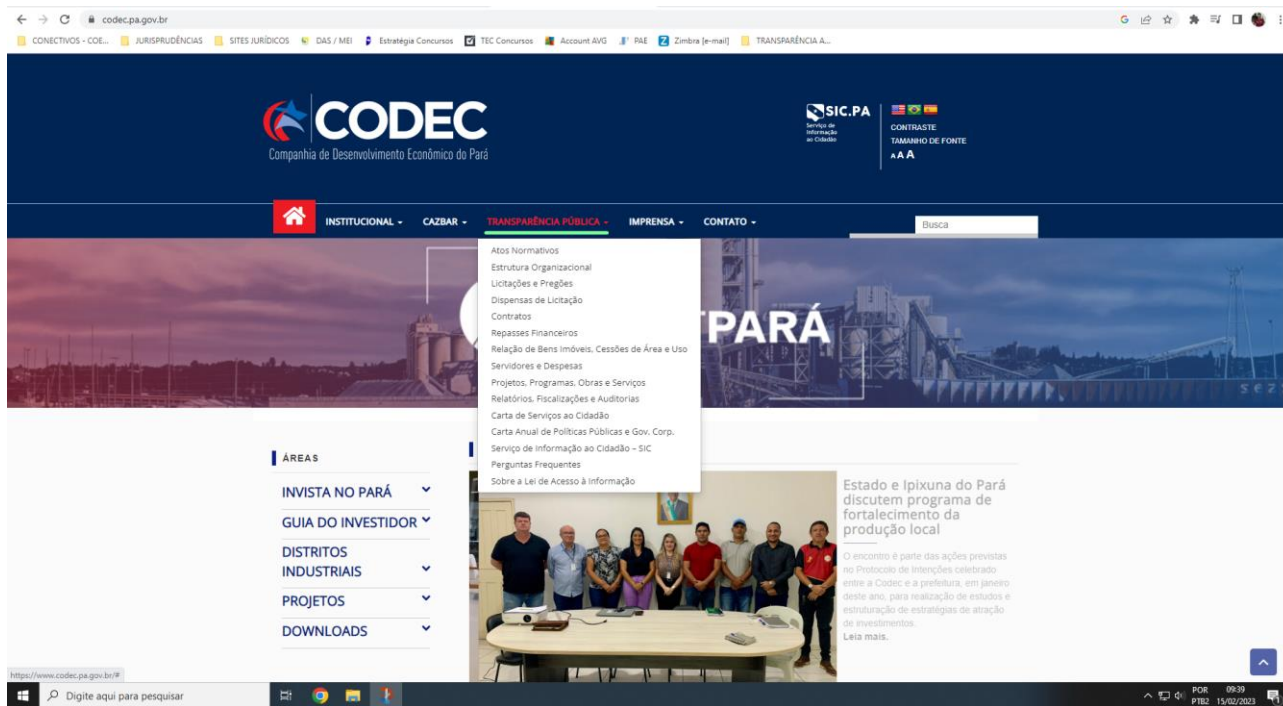 codec.pa.gov.br
CONECTIVOS - COE...
JURISPRUDÊNCIAS
SITES JURÍDICOS
DAS / MEI
Estratégia Concursos
TEC Concursos
Account AVG
PAE
Zimbra [e-mail]
TRANSPARÊNCIA A...
CODEC
Companhia de Desenvolvimento Econômico do Pará
SIC.PA
Serviço de
Informação
ao Cidadão
CONTRASTE
TAMANHO DE FONTE
A A A
INSTITUCIONAL
CAZBAR
TRANSPARÊNCIA PÚBLICA
IMPRENSA
CONTATO
Busca
Atos Normativos
Estrutura Organizacional
Licitações e Pregões
Dispensas de Licitação
Contratos
Repasses Financeiros
Relação de Bens Imóveis, Cessões de Área e Uso
Servidores e Despesas
Projetos, Programas, Obras e Serviços
Relatórios, Fiscalizações e Auditorias
Carta de Serviços ao Cidadão
Carta Anual de Políticas Públicas e Gov. Corp.
Serviço de Informação ao Cidadão – SIC
Perguntas Frequentes
Sobre a Lei de Acesso à Informação
PARÁ
SEZ
ÁREAS
INVISTA NO PARÁ
GUIA DO INVESTIDOR
DISTRITOS
INDUSTRIAIS
PROJETOS
DOWNLOADS
Estado e Ipixuna do Pará
discutem programa de
fortalecimento da
produção local
O encontro é parte das ações previstas
no Protocolo de Intenções celebrado
entre a Codec e a prefeitura, em janeiro
deste ano, para realização de estudos e
estruturação de estratégias de atração
de investimentos.
Leia mais.
https://www.codec.pa.gov.br/#
Digite aqui para pesquisar
POR
PTB2
09:39
15/02/2023